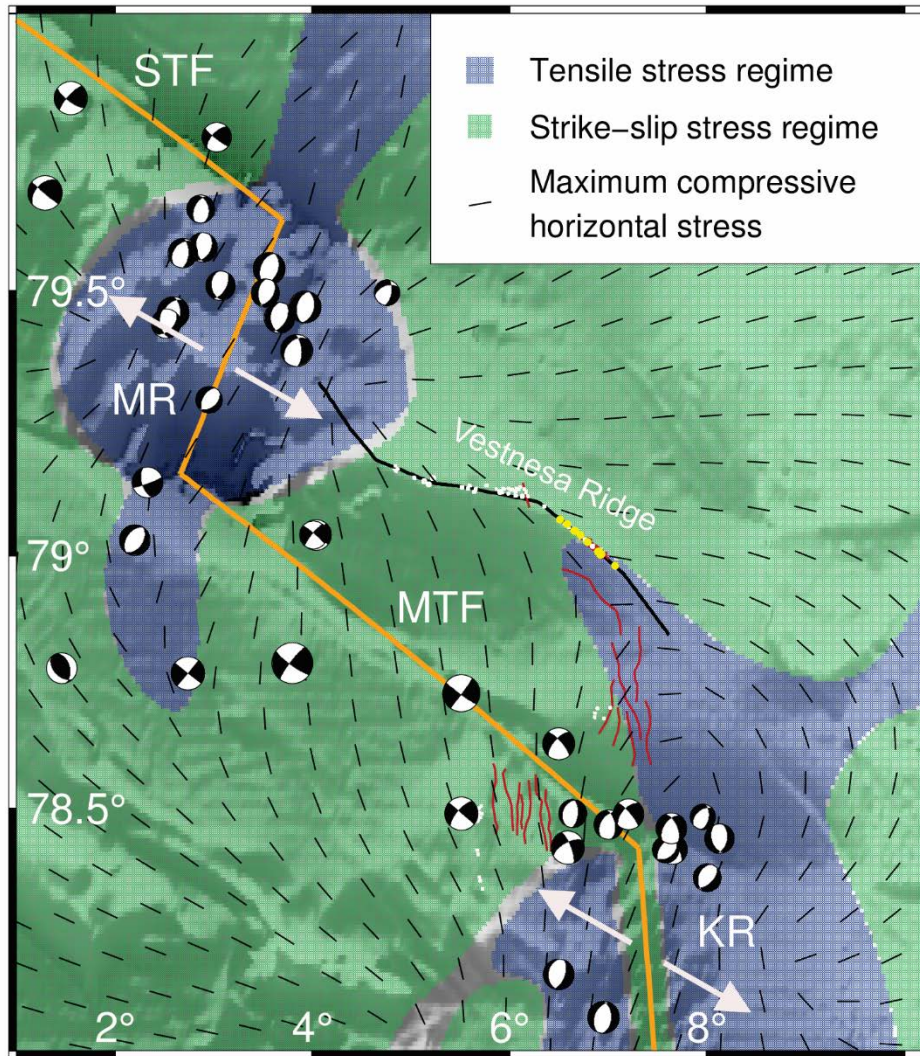 STF
Tensile stress regime
Strike–slip stress regime
Maximum compressive
horizontal stress
79.5°
MR
Vestnesa Ridge
79°
MTF
78.5°
KR
2°
4°
6°
8°